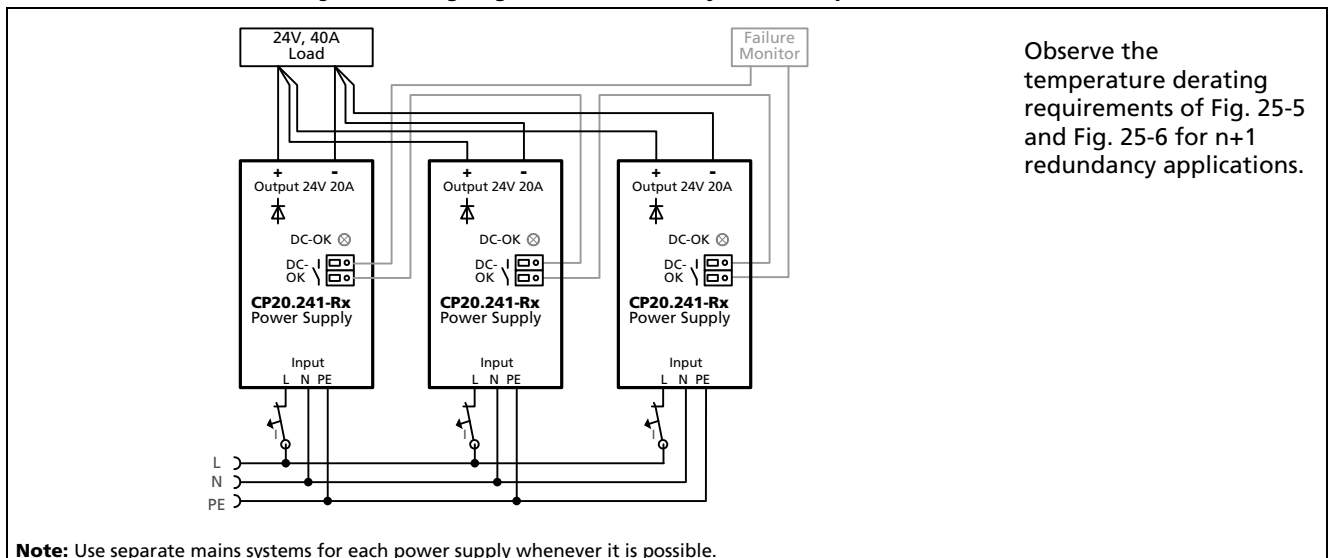 24V, 40A
Load
Failure
Monitor
Observe the
temperature derating
requirements of Fig. 25-5
and Fig. 25-6 for n+1
redundancy applications.
+ -
Output 24V 20A
DC-OK
DC-
OK
I
CP20.241-Rx
Power Supply
Input
L N PE
I
+ -
Output 24V 20A
DC-OK
DC-
OK
I
CP20.241-Rx
Power Supply
Input
L N PE
I
+ -
Output 24V 20A
DC-OK
DC-
OK
I
CP20.241-Rx
Power Supply
Input
L N PE
I
L
N
PE
Note: Use separate mains systems for each power supply whenever it is possible.